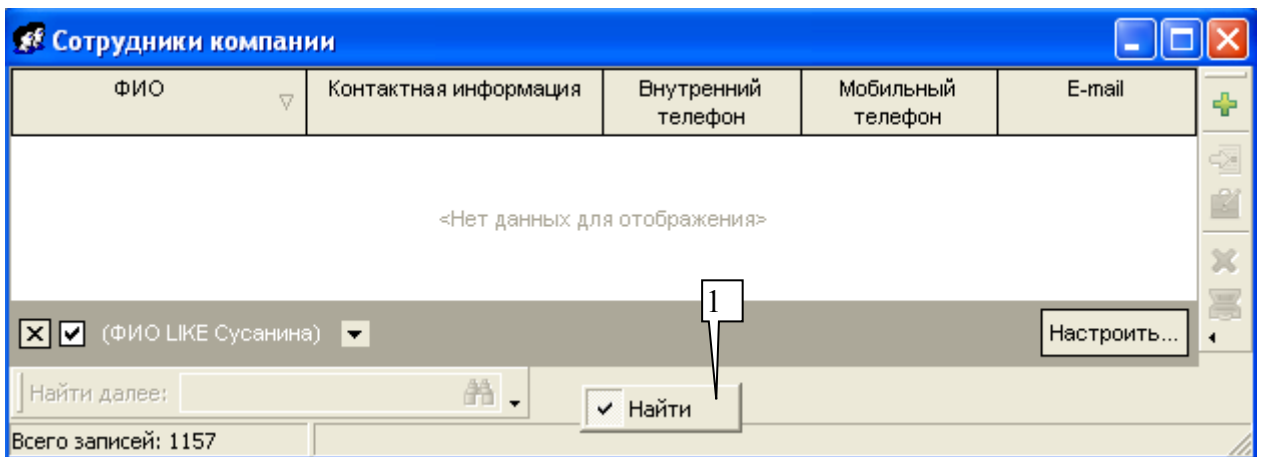 Сотрудники компании
ФИО
Контактная информация
Внутренний
телефон
Мобильный
телефон
E-mail
<Нет данных для отображения>
1
(ФИО LIKE Сусанина)
Настроить...
Найти далее:
Найти
Всего записей: 1157